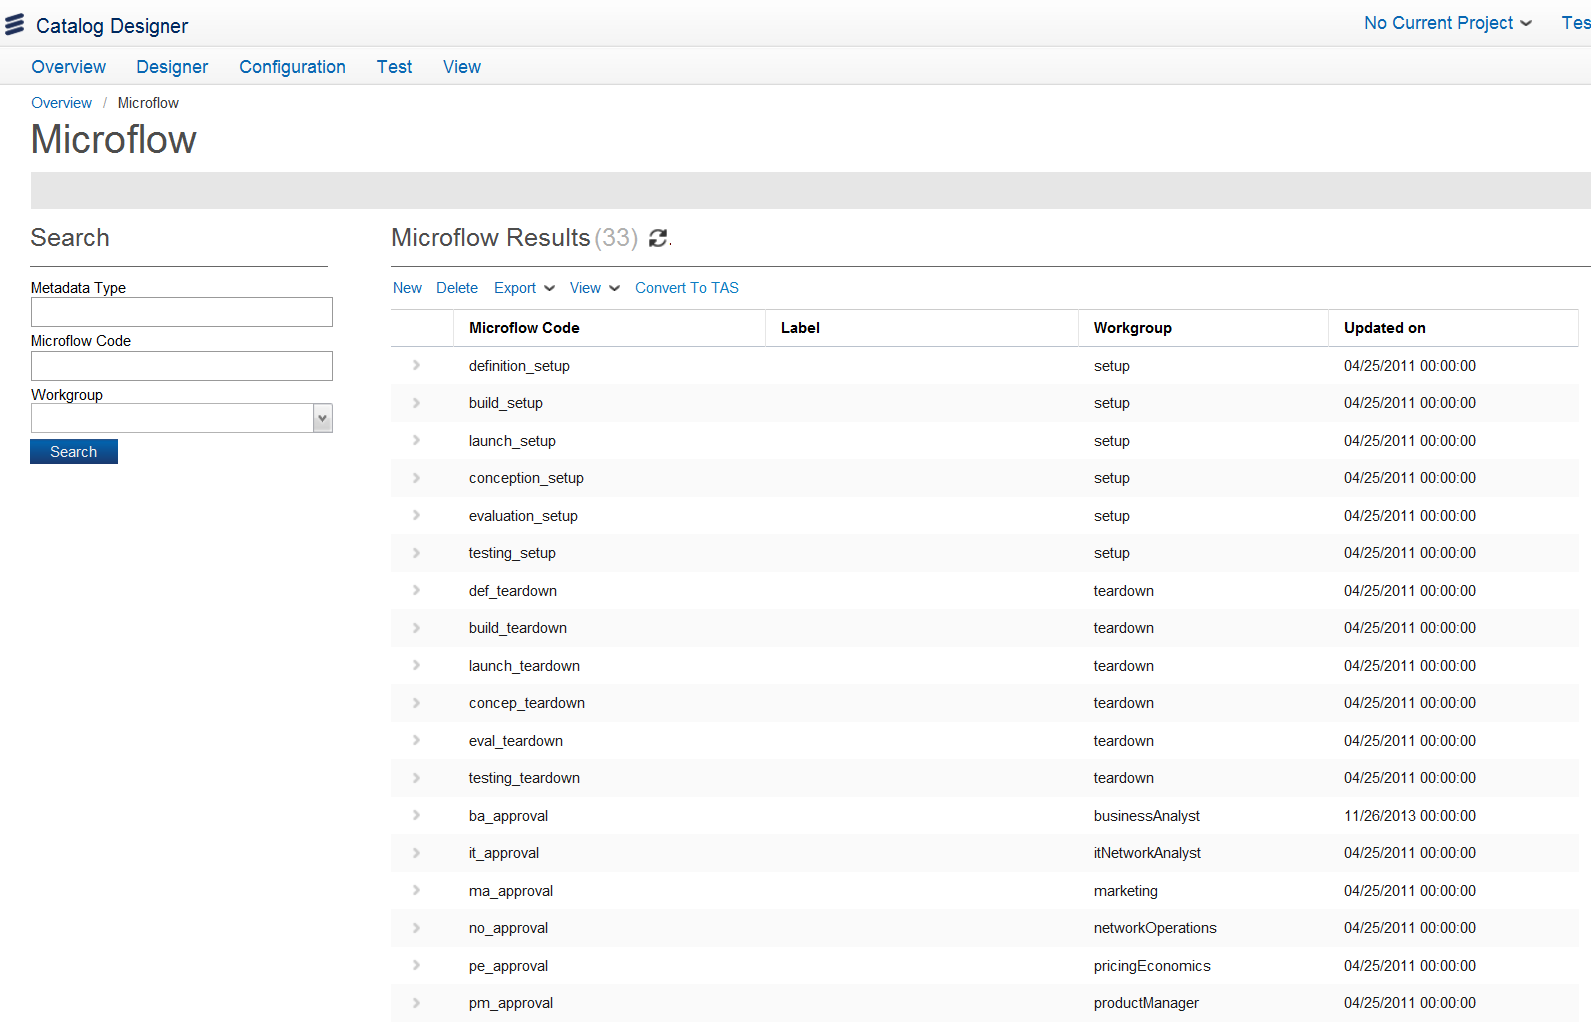 Catalog Designer
No Current Project
Tes
Overview Designer Configuration Test View
Overview / Microflow
Microflow
Search
Metadata Type
Microflow Code
Workgroup
Search
Microflow Results (33)
New Delete Export View Convert To TAS
Microflow Code Label Workgroup Updated on
definition_setup setup 04/25/2011 00:00:00
build_setup setup 04/25/2011 00:00:00
launch_setup setup 04/25/2011 00:00:00
conception_setup setup 04/25/2011 00:00:00
evaluation_setup setup 04/25/2011 00:00:00
testing_setup setup 04/25/2011 00:00:00
def_teardown teardown 04/25/2011 00:00:00
build_teardown teardown 04/25/2011 00:00:00
launch_teardown teardown 04/25/2011 00:00:00
concep_teardown teardown 04/25/2011 00:00:00
eval_teardown teardown 04/25/2011 00:00:00
testing_teardown teardown 04/25/2011 00:00:00
ba_approval businessAnalyst 11/26/2013 00:00:00
it_approval itNetworkAnalyst 04/25/2011 00:00:00
ma_approval marketing 04/25/2011 00:00:00
no_approval networkOperations 04/25/2011 00:00:00
pe_approval pricingEconomics 04/25/2011 00:00:00
pm_approval productManager 04/25/2011 00:00:00